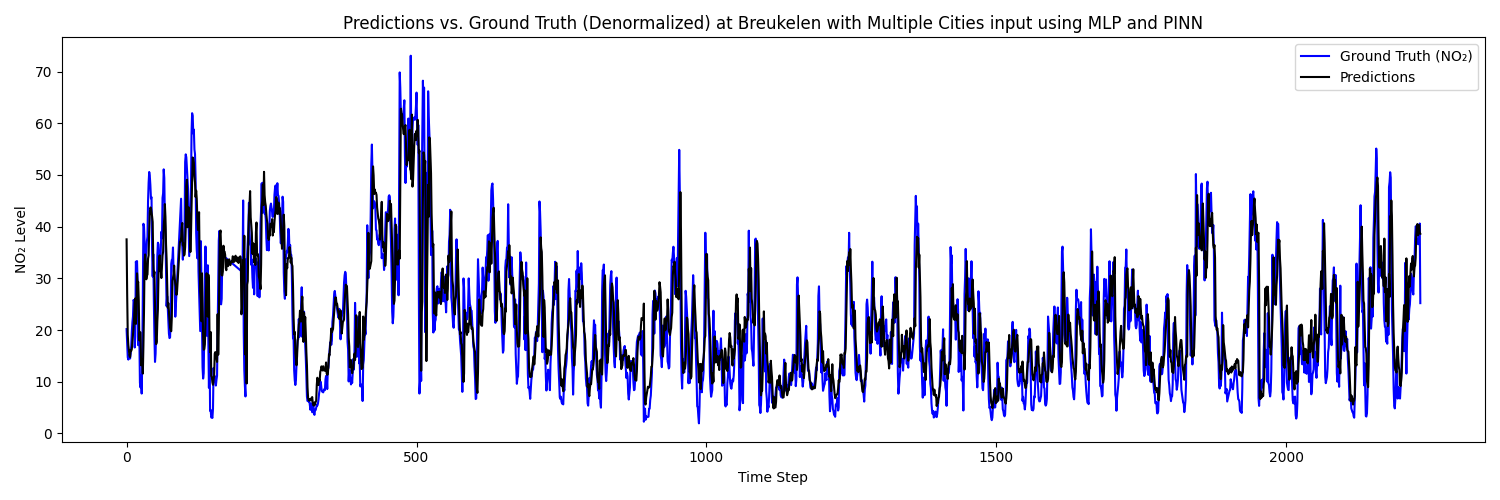 Predictions vs. Ground Truth (Denormalized) at Breukelen with Multiple Cities input using MLP and PINN
Ground Truth (NO₂)
Predictions
NO₂ Level
70
60
50
40
30
20
10
0
0 500 1000 1500 2000
Time Step